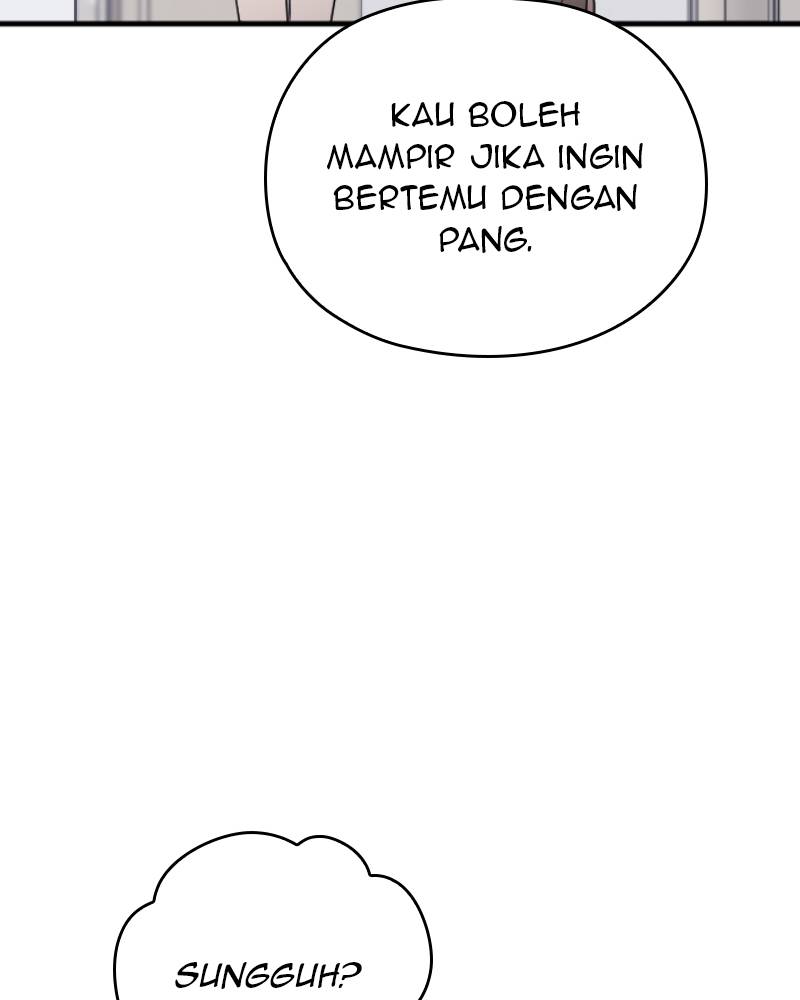 KAU BOLEH
MAMPIR JIKA INGIN
BERTEMU DENGAN
PANG.
SUNGGUH?